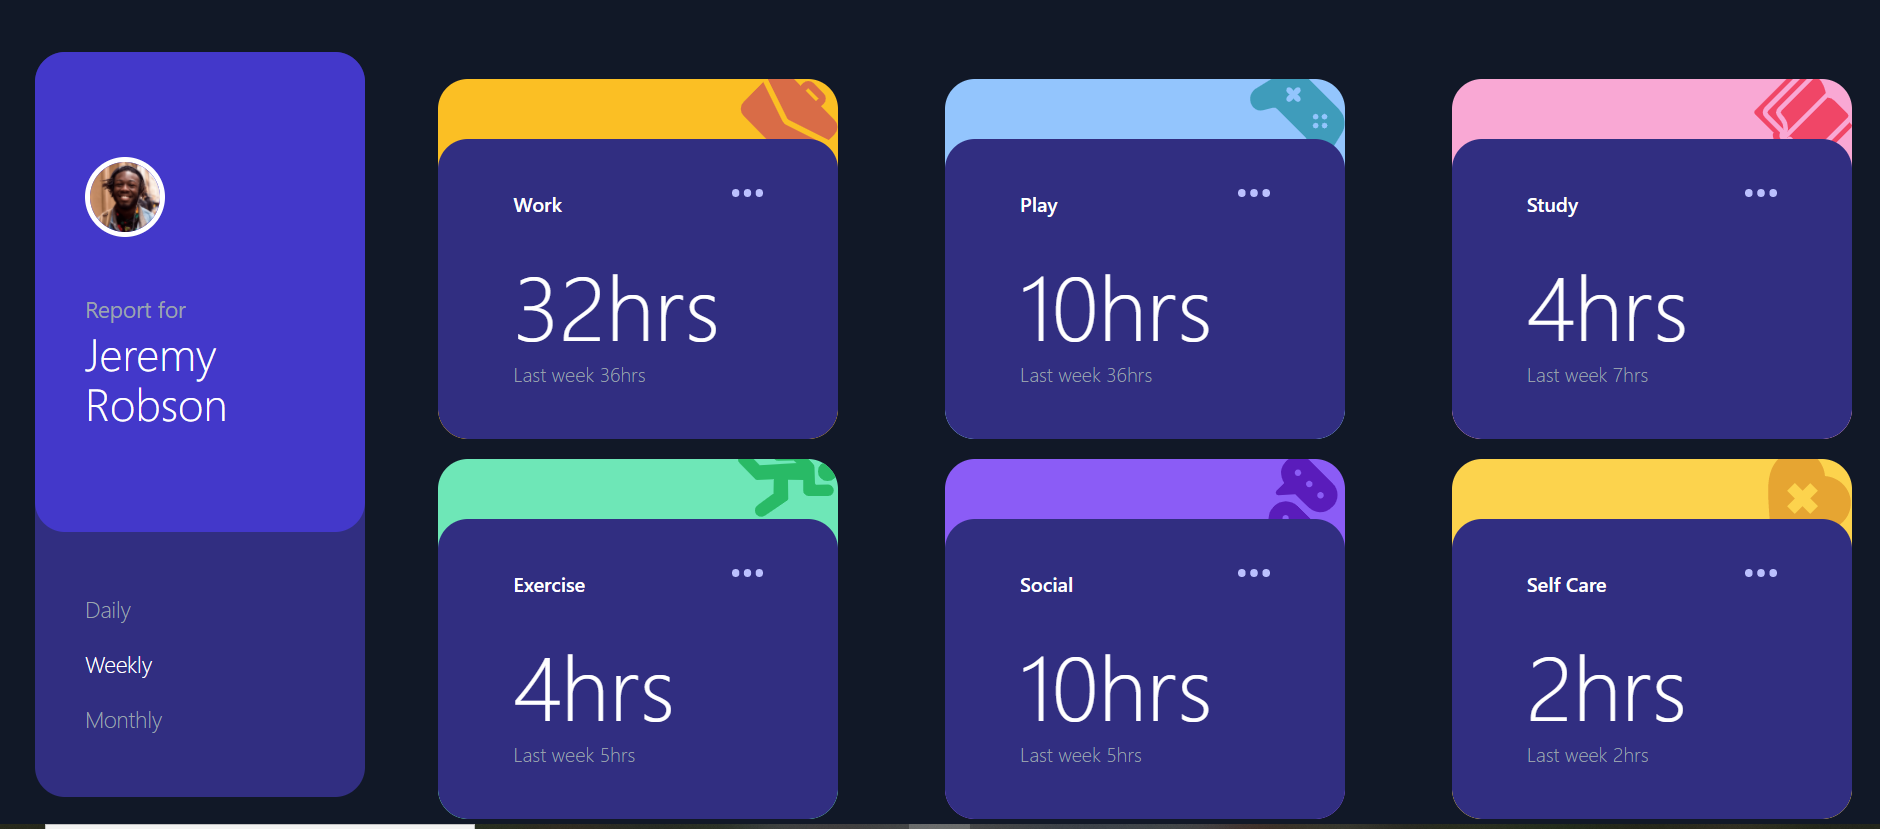 Report for
Jeremy
Robson
Daily
Weekly
Monthly
Work
32hrs
Last week 36hrs
Play
10hrs
Last week 36hrs
Study
4hrs
Last week 7hrs
Exercise
4hrs
Last week 5hrs
Social
10hrs
Last week 5hrs
Self Care
2hrs
Last week 2hrs